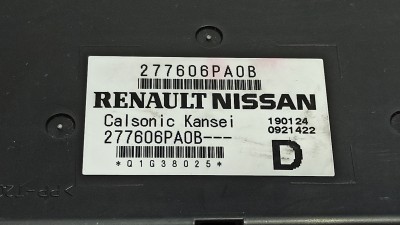 277606PA0B
RENAULT NISSAN
Calsonic Kansei 190124
277606PA0B--- 0921422
*Q1G38025*
D